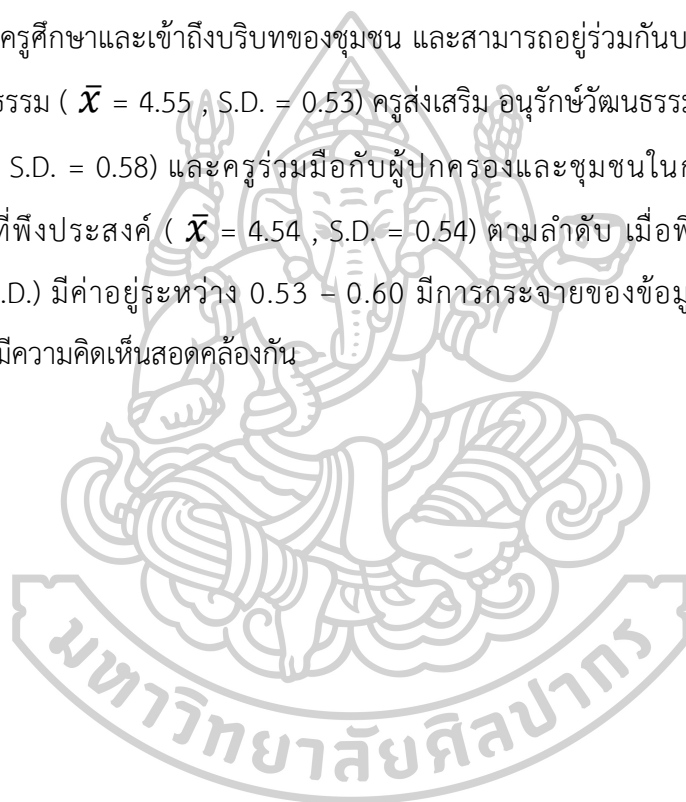 ครูศึกษาและเข้าถึงบริบทของชุมชน และสามารถอยู่ร่วมกันบ
ธรรม ( x̄ = 4.55 , S.D. = 0.53) ครูส่งเสริม อนุรักษ์วัฒนธรรม
S.D. = 0.58) และครูร่วมมือกับผู้ปกครองและชุมชนในก
ที่พึงประสงค์ ( x̄ = 4.54 , S.D. = 0.54) ตามลำดับ เมื่อพิ
.D.) มีค่าอยู่ระหว่าง 0.53 – 0.60 มีการกระจายของข้อมู
มีความคิดเห็นสอดคล้องกัน
มหาวิทยาลัยศิลปากร